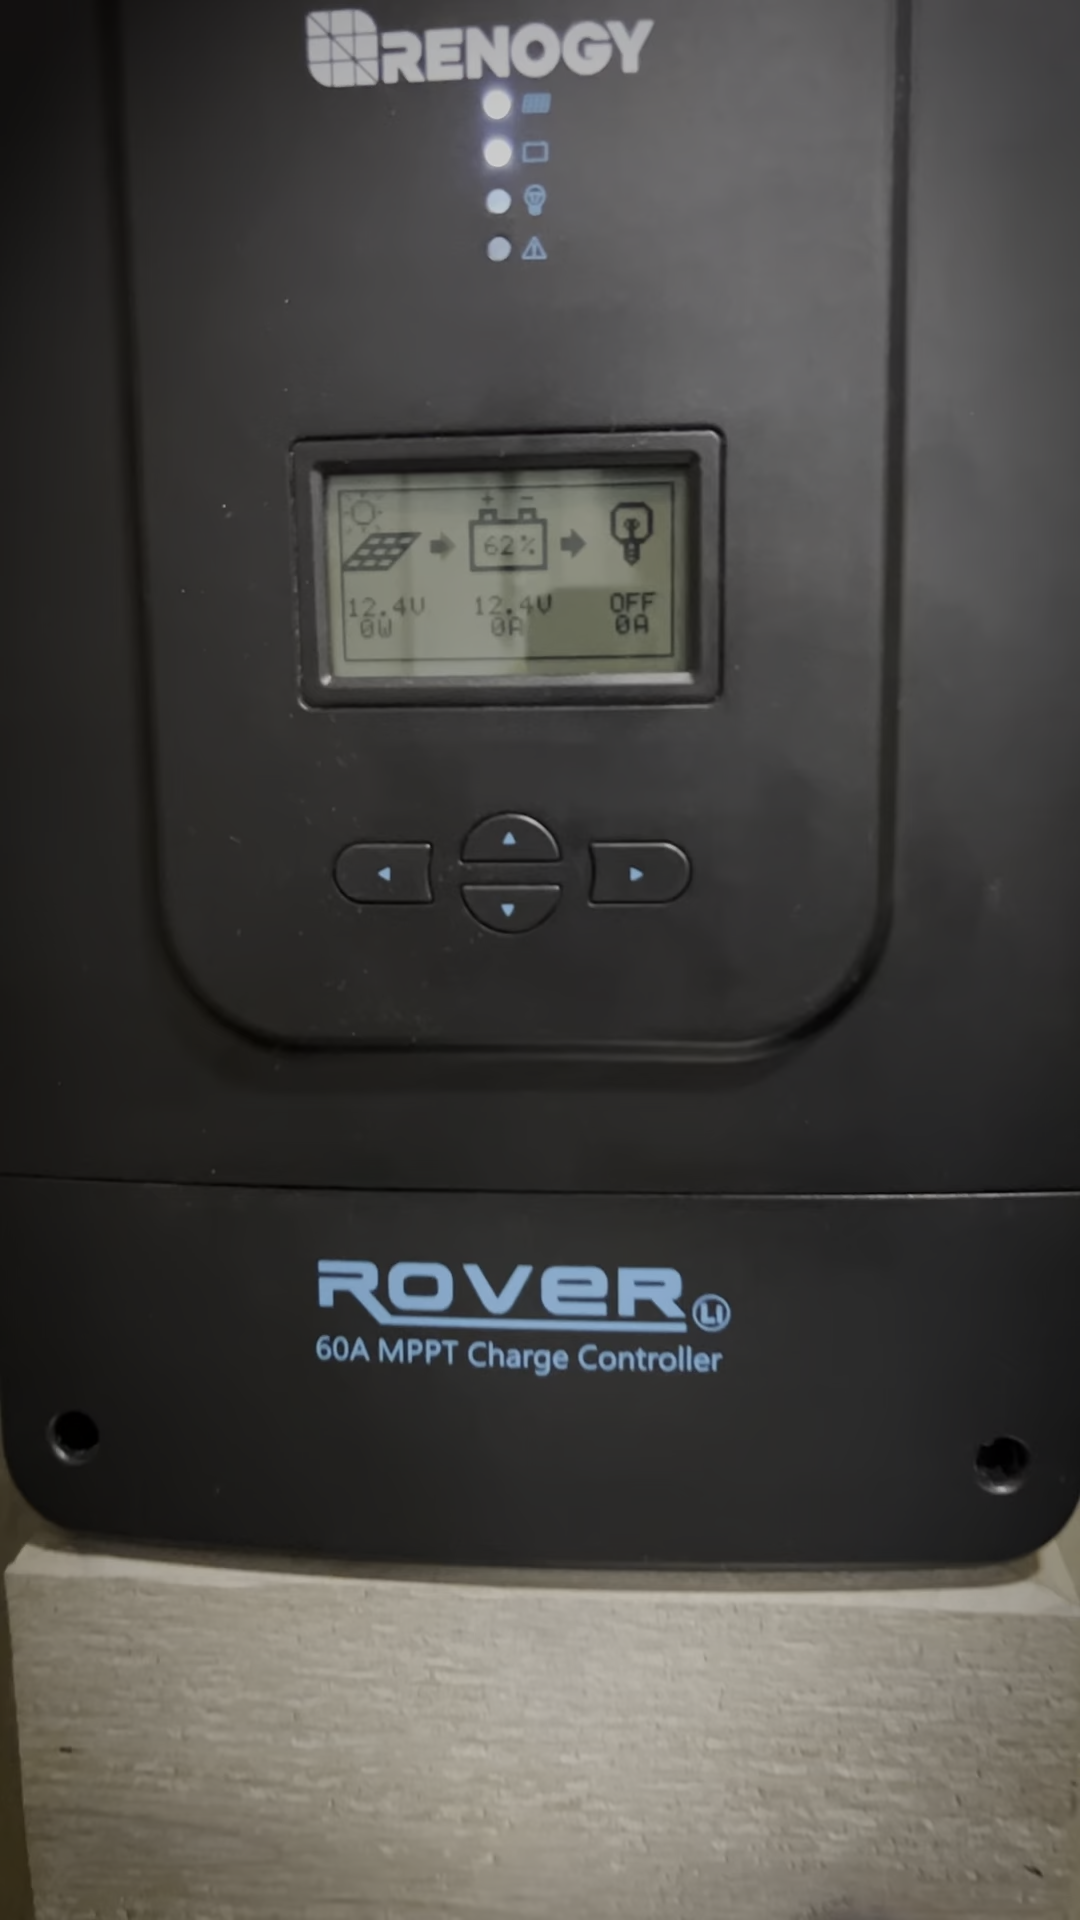 RENOGY
+ −
62%
12.4V 12.4V OFF
0W 0A 0A
ROVER LI
60A MPPT Charge Controller